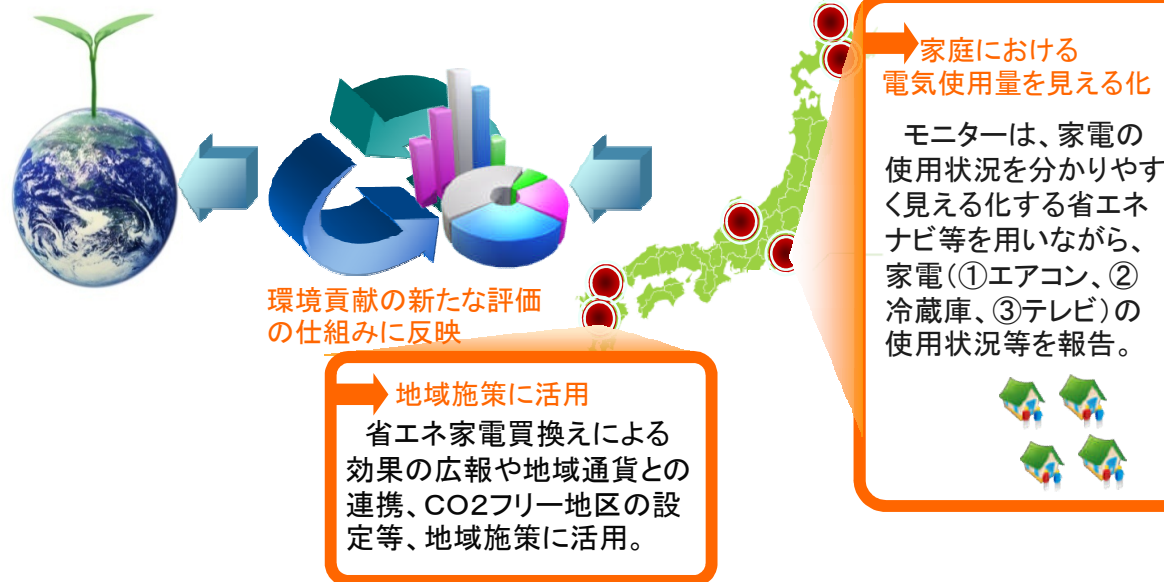 家庭における
電気使用量を見える化
モニターは、家電の
使用状況を分かりやす
く見える化する省エネ
ナビ等を用いながら、
家電（①エアコン、②
冷蔵庫、③テレビ）の
使用状況等を報告。
環境貢献の新たな評価
の仕組みに反映
地域施策に活用
省エネ家電買換えによる
効果の広報や地域通貨との
連携、CO2フリー地区の設
定等、地域施策に活用。